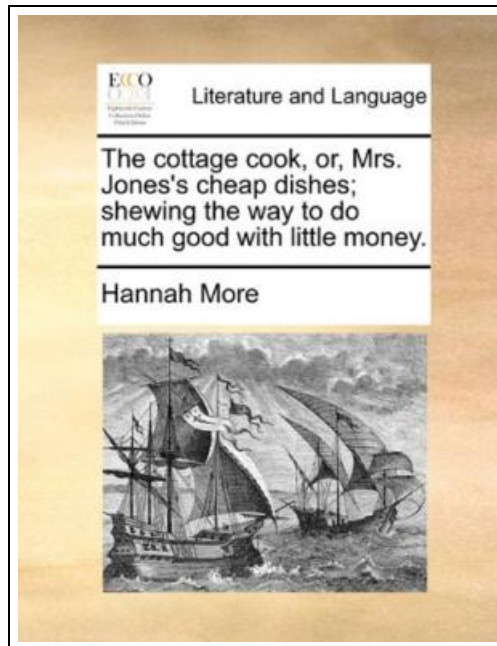 ECCO
Literature and Language
The cottage cook, or, Mrs.
Jones's cheap dishes;
shewing the way to do
much good with little money.
Hannah More